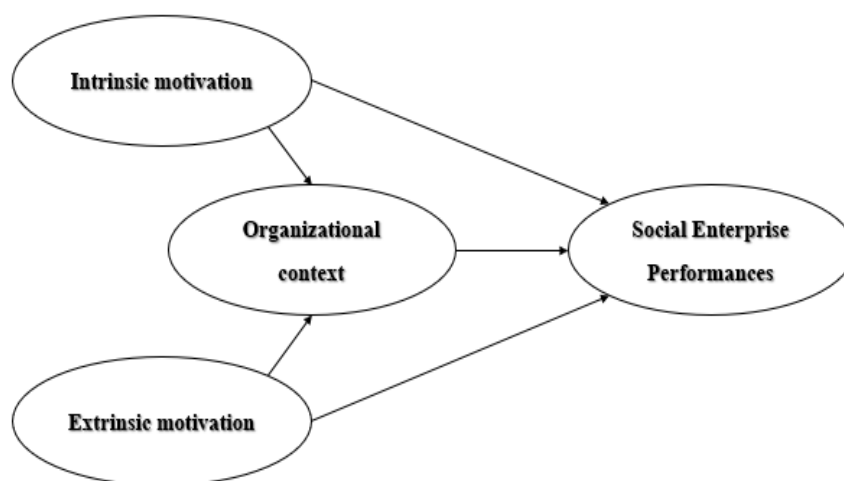 Intrinsic motivation
Organizational
context
Social Enterprise
Performances
Extrinsic motivation